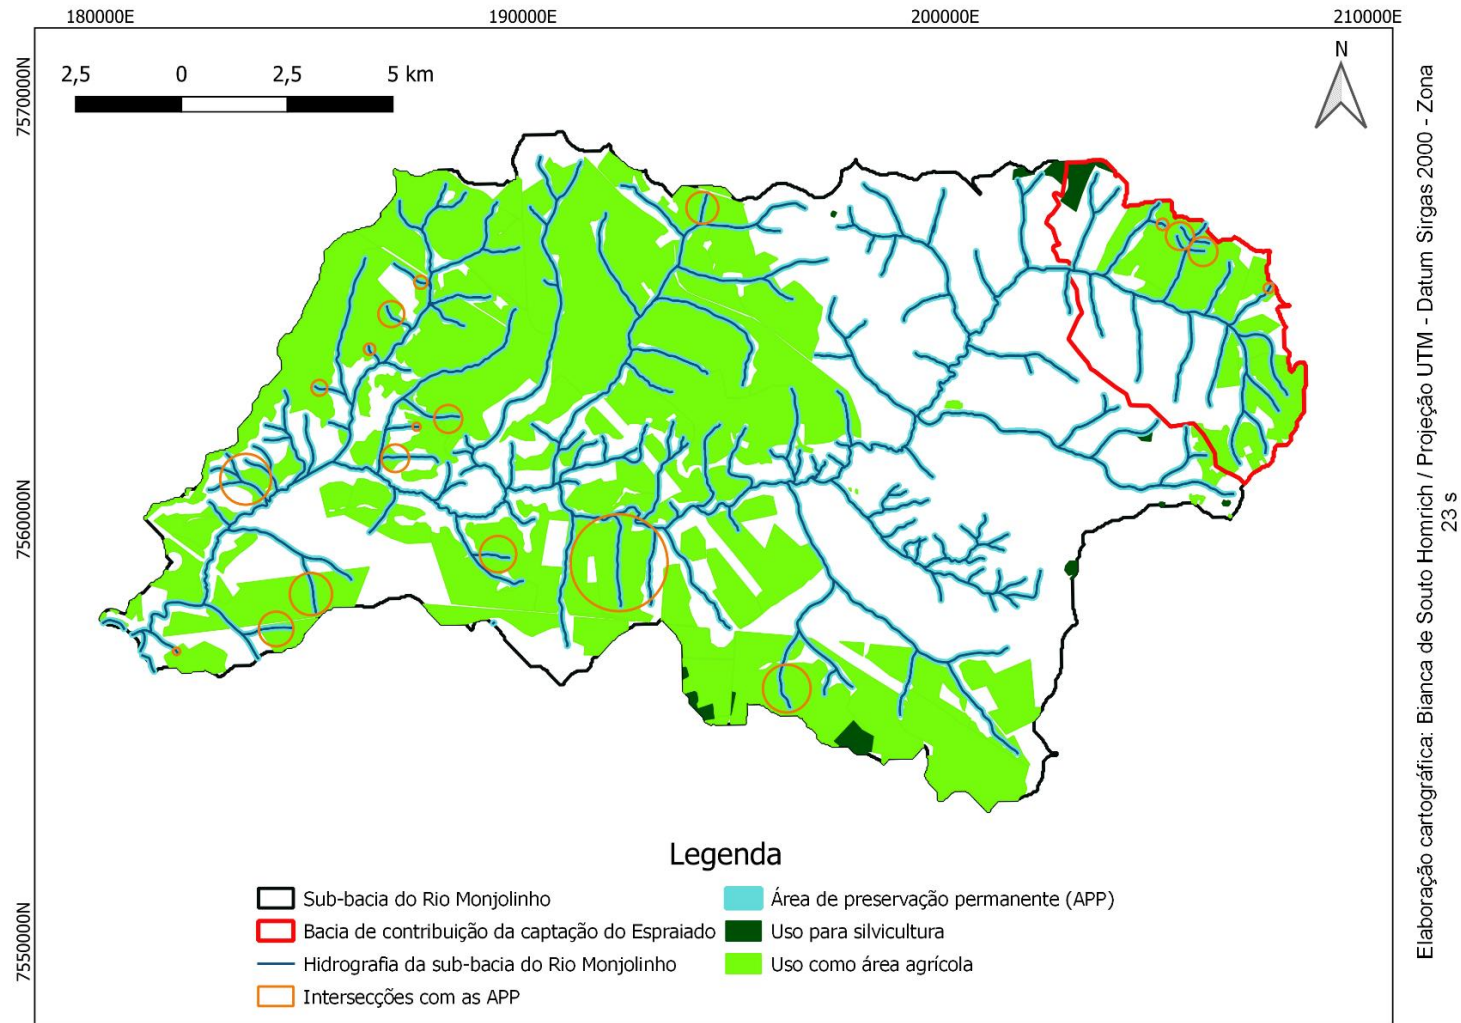 180000E 190000E 200000E 210000E
7570000N
2,5 0 2,5 5 km
N
7560000N
7550000N
Legenda
Sub-bacia do Rio Monjolinho
Bacia de contribuição da captação do Espraiado
Hidrografia da sub-bacia do Rio Monjolinho
Intersecções com as APP
Área de preservação permanente (APP)
Uso para silvicultura
Uso como área agrícola
Elaboração cartográfica: Bianca de Souto Homrich / Projeção UTM - Datum Sirgas 2000 - Zona
23 s